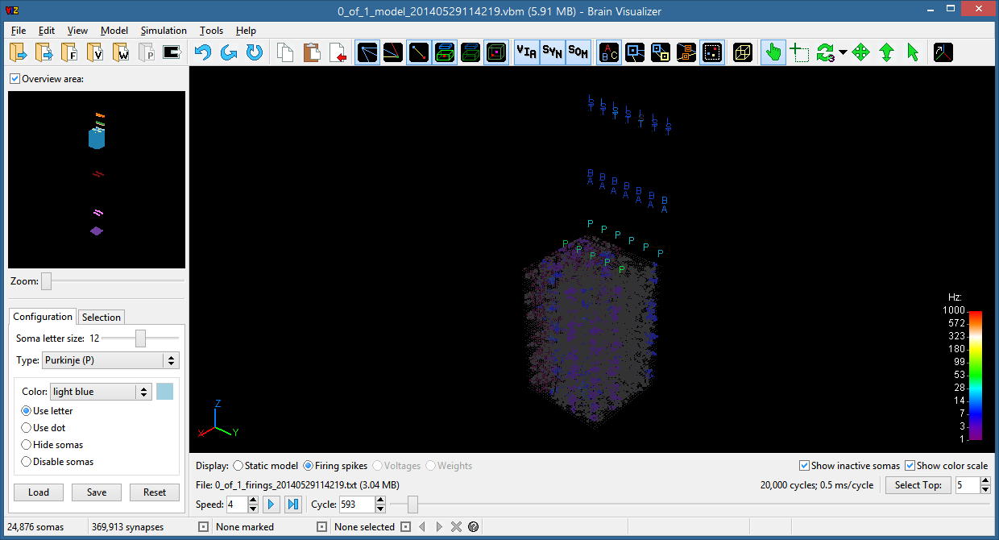 VIZ
0_of_1_model_20140529114219.vbm (5.91 MB) - Brain Visualizer
File Edit View Model Simulation Tools Help
F V W P VIR SYN SOM A B C 3
Overview area:
Zoom:
Configuration Selection
Soma letter size: 12
Type: Purkinje (P)
Color: light blue
Use letter
Use dot
Hide somas
Disable somas
Load Save Reset
B B B B B B B
A A A A A A A
P P P P P P
P P P P P
Z
X Y
Hz:
1000
572
323
180
99
53
28
14
7
3
1
Display: Static model Firing spikes Voltages Weights
Show inactive somas Show color scale
File: 0_of_1_firings_20140529114219.txt (3.04 MB)
20,000 cycles; 0.5 ms/cycle Select Top: 5
Speed: 4 Cycle: 593
24,876 somas 369,913 synapses None marked None selected